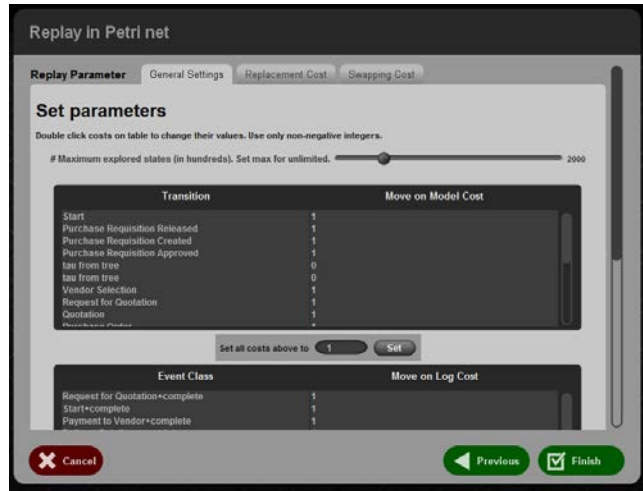 Replay in Petri net
Replay Parameter General Settings Replacement Cost Swapping Cost
Set parameters
Double click costs on table to change their values. Use only non-negative integers.
# Maximum explored states (in hundreds). Set max for unlimited. 2000
Transition Move on Model Cost
Start 1
Purchase Requisition Released 1
Purchase Requisition Created 1
Purchase Requisition Approved 1
tau from tree 0
tau from tree 0
Vendor Selection 1
Request for Quotation 1
Quotation 1
Purchase Order 1
Set all costs above to 1 Set
Event Class Move on Log Cost
Request for Quotation+complete 1
Start+complete 1
Payment to Vendor+complete 1
Cancel Previous Finish